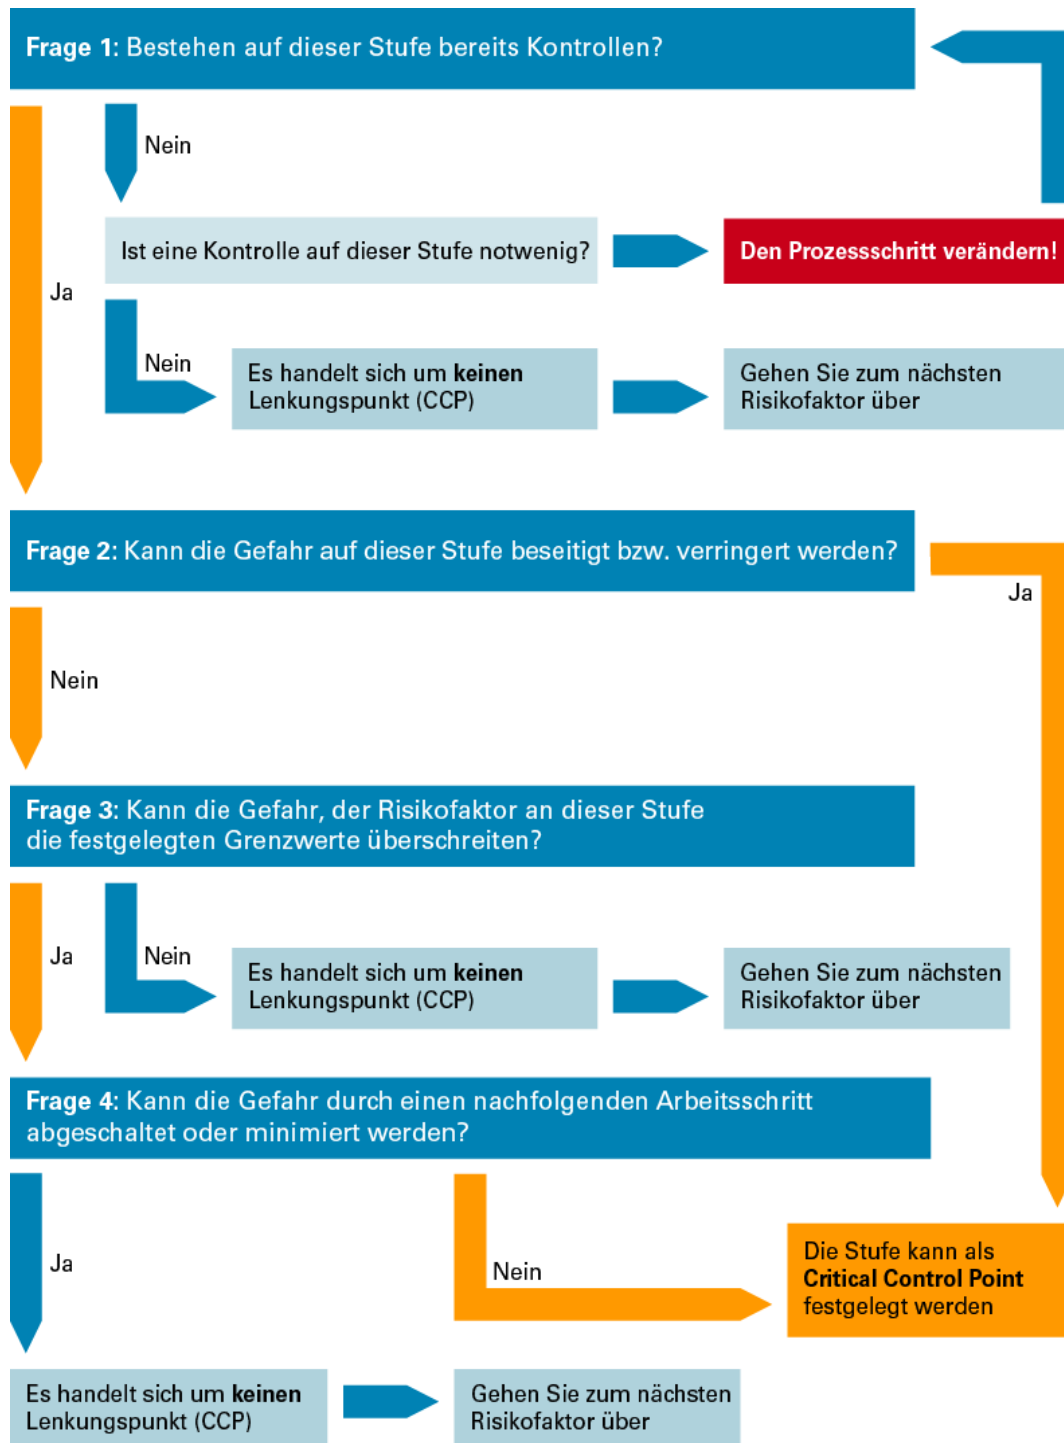 Frage 1: Bestehen auf dieser Stufe bereits Kontrollen?
Nein
Ist eine Kontrolle auf dieser Stufe notwenig?
Den Prozessschritt verändern!
Ja
Nein
Es handelt sich um keinen
Lenkungspunkt (CCP)
Gehen Sie zum nächsten
Risikofaktor über
Frage 2: Kann die Gefahr auf dieser Stufe beseitigt bzw. verringert werden?
Ja
Nein
Frage 3: Kann die Gefahr, der Risikofaktor an dieser Stufe
die festgelegten Grenzwerte überschreiten?
Ja
Nein
Es handelt sich um keinen
Lenkungspunkt (CCP)
Gehen Sie zum nächsten
Risikofaktor über
Frage 4: Kann die Gefahr durch einen nachfolgenden Arbeitsschritt
abgeschaltet oder minimiert werden?
Ja
Nein
Die Stufe kann als
Critical Control Point
festgelegt werden
Es handelt sich um keinen
Lenkungspunkt (CCP)
Gehen Sie zum nächsten
Risikofaktor über